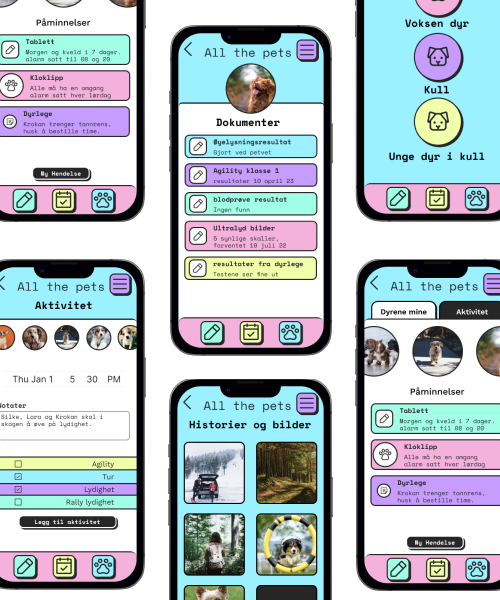 Påminnelser
Tablett
Morgen og kveld i 7 dager.
alarm satt til 08 og 20
Kloklipp
Alle må ha en omgang
alarm satt hver lørdag
Dyrlege
Krokan trenger tannrens,
husk å bestille time.
Ny Hendelse
All the pets
Dokumenter
Øyelysningsresultat
Gjort ved petvet
Agility klasse 1
resultater 10 april 23
blodprøve resultat
Ingen funn
Ultralyd bilder
5 synlige skaller,
forventet 10 juli 22
resultater fra dyrlege
Testene ser fine ut
Voksen dyr
Kull
Unge dyr i kull
All the pets
Aktivitet
Thu Jan 1 5 30 PM
Notater
Silke, Lara og Krokan skal i
skogen å øve på lydighet.
Agility
Tur
Lydighet
Rally lydighet
Legg til aktivitet
All the pets
Historier og bilder
All the pets
Dyrene mine
Aktivitet
Påminnelser
Tablett
Morgen og kveld i 7 dager.
alarm satt til 08 og 20
Kloklipp
Alle må ha en omgang
alarm satt hver lørdag
Dyrlege
Krokan trenger tannrens,
husk å bestille time.
Ny Hendelse